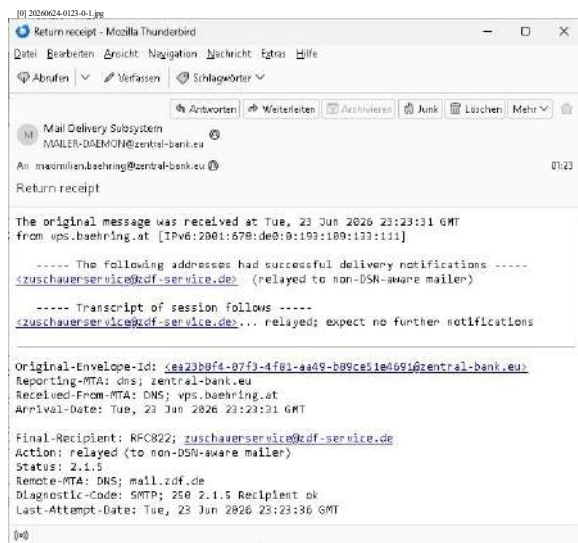 [0] 20260624-0123-0-1.jpg
Return receipt - Mozilla Thunderbird
Datei Bearbeiten Ansicht Navigation Nachricht Extras Hilfe
Abrufen Verfassen Schlagwörter
Antworten Weiterleiten Archivieren Junk Löschen Mehr
M Mail Delivery Subsystem
MAILER-DAEMON@zentral-bank.eu
An maximilian.baehring@zentral-bank.eu 01:23
Return receipt
The original message was received at Tue, 23 Jun 2026 23:23:31 GMT
from vps.baehring.at [IPv6:2001:678:de0:0:193:189:133:111]
----- The following addresses had successful delivery notifications -----
<zuschauerservice@zdf-service.de> (relayed to non-DSN-aware mailer)
----- Transcript of session follows -----
<zuschauerservice@zdf-service.de>... relayed; expect no further notifications
Original-Envelope-Id: <ea23b8f4-07f3-4f81-aa49-b89ce51e4691@zentral-bank.eu>
Reporting-MTA: dns; zentral-bank.eu
Received-From-MTA: DNS; vps.baehring.at
Arrival-Date: Tue, 23 Jun 2026 23:23:31 GMT
Final-Recipient: RFC822; zuschauerservice@zdf-service.de
Action: relayed (to non-DSN-aware mailer)
Status: 2.1.5
Remote-MTA: DNS; mail.zdf.de
Diagnostic-Code: SMTP; 250 2.1.5 Recipient ok
Last-Attempt-Date: Tue, 23 Jun 2026 23:23:36 GMT